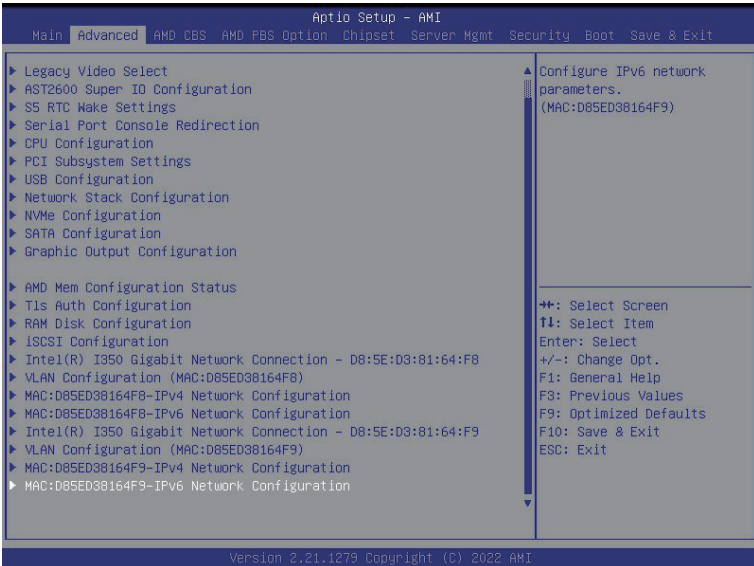 Aptio Setup - AMI
Main Advanced AMD CBS AMD PBS Option Chipset Server Mgmt Security Boot Save & Exit
Legacy Video Select
AST2600 Super IO Configuration
S5 RTC Wake Settings
Serial Port Console Redirection
CPU Configuration
PCI Subsystem Settings
USB Configuration
Network Stack Configuration
NVMe Configuration
SATA Configuration
Graphic Output Configuration
AMD Mem Configuration Status
Tls Auth Configuration
RAM Disk Configuration
iSCSI Configuration
Intel(R) I350 Gigabit Network Connection - D8:5E:D3:81:64:F8
VLAN Configuration (MAC:D85ED38164F8)
MAC:D85ED38164F8-IPv4 Network Configuration
MAC:D85ED38164F8-IPv6 Network Configuration
Intel(R) I350 Gigabit Network Connection - D8:5E:D3:81:64:F9
VLAN Configuration (MAC:D85ED38164F9)
MAC:D85ED38164F9-IPv4 Network Configuration
MAC:D85ED38164F9-IPv6 Network Configuration
Configure IPv6 network
parameters.
(MAC:D85ED38164F9)
→←: Select Screen
↑↓: Select Item
Enter: Select
+/-: Change Opt.
F1: General Help
F3: Previous Values
F9: Optimized Defaults
F10: Save & Exit
ESC: Exit
Version 2.21.1279 Copyright (C) 2022 AMI